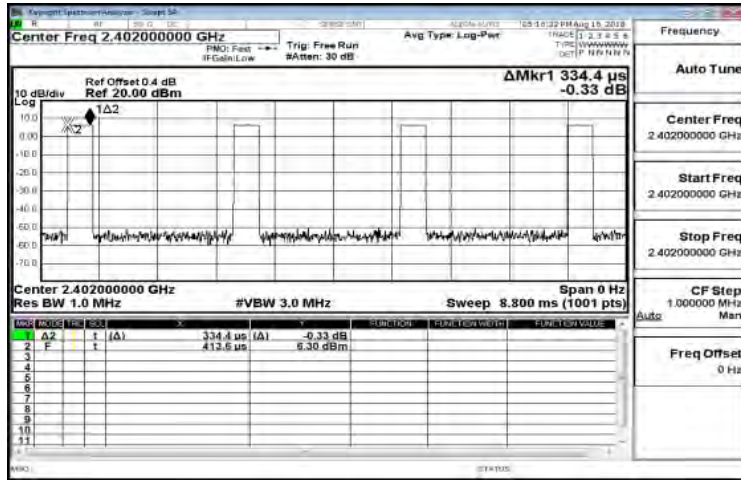 Keysight Spectrum Analyzer - Swept SA
Center Freq 2.402000000 GHz
PNO: Fast
IFGain:Low
Trig: Free Run
#Atten: 30 dB
Avg Type: Log-Pwr
05:16:32 PM Aug 16, 2018
TRACE 1 2 3 4 5 6
TYPE
DET P N N N N N
Frequency
Auto Tune
Center Freq
2.402000000 GHz
Start Freq
2.402000000 GHz
Stop Freq
2.402000000 GHz
CF Step
1.000000 MHz
Auto Man
Freq Offset
0 Hz
Ref Offset 0.4 dB
Ref 20.00 dBm
ΔMkr1 334.4 µs
-0.33 dB
10 dB/div
Log
1Δ2
2
10.0
0.00
-10.0
-20.0
-30.0
-40.0
-50.0
-60.0
-70.0
Center 2.402000000 GHz
Span 0 Hz
Res BW 1.0 MHz
#VBW 3.0 MHz
Sweep 8.800 ms (1001 pts)
MKR MODE TRC SCL X Y FUNCTION FUNCTION WIDTH FUNCTION VALUE
1 Δ2 t (Δ) 334.4 µs (Δ) -0.33 dB
2 F t 413.6 µs 6.30 dBm
3
4
5
6
7
8
9
10
11
MSG
STATUS